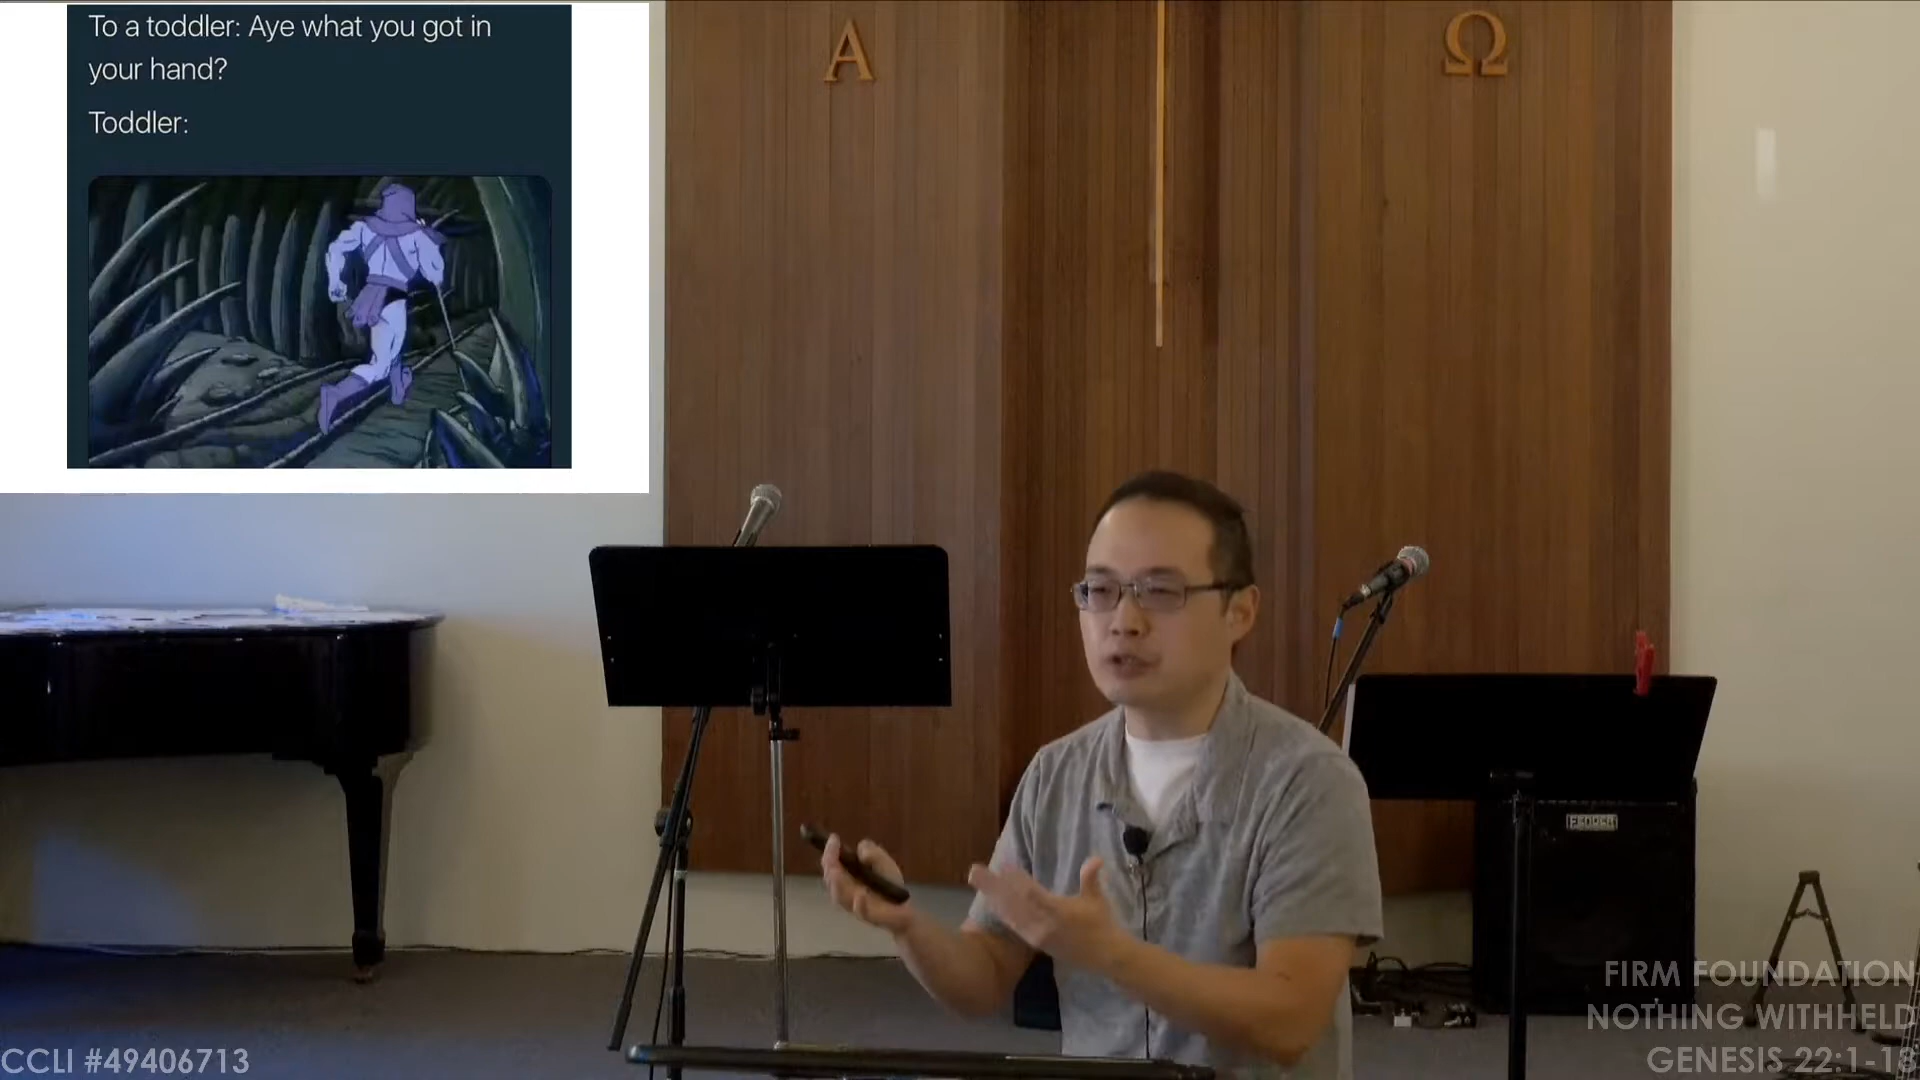 To a toddler: Aye what you got in
your hand?
Toddler:
A
Ω
FENDER
FIRM FOUNDATION
NOTHING WITHHELD
GENESIS 22:1-18
CCLI #49406713